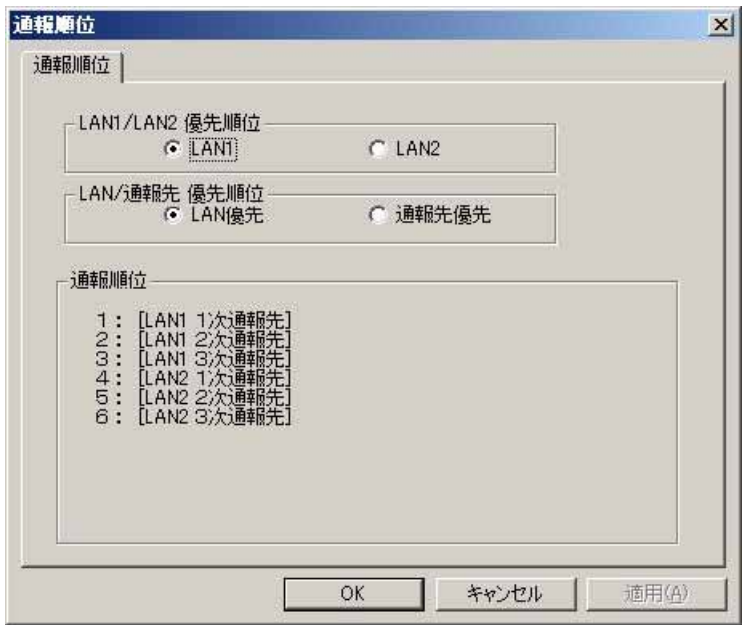 通報順位
通報順位
LAN1/LAN2 優先順位
LAN1 LAN2
LAN/通報先 優先順位
LAN優先 通報先優先
通報順位
1： [LAN1 1次通報先]
2： [LAN1 2次通報先]
3： [LAN1 3次通報先]
4： [LAN2 1次通報先]
5： [LAN2 2次通報先]
6： [LAN2 3次通報先]
OK キャンセル 適用(A)